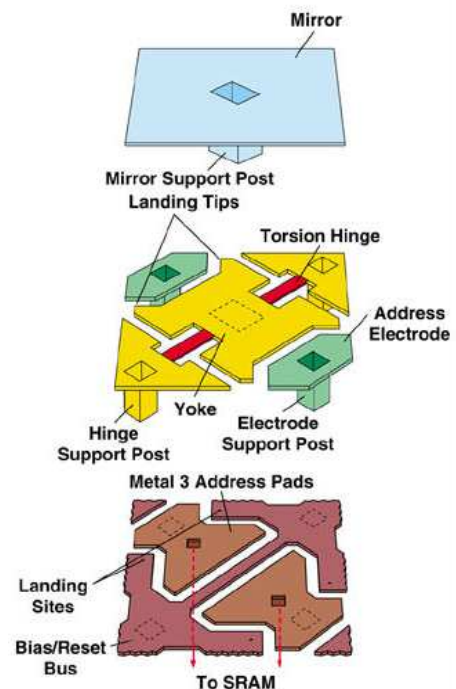 Mirror
Mirror Support Post
Landing Tips
Torsion Hinge
Address
Electrode
Yoke
Electrode
Support Post
Hinge
Support Post
Metal 3 Address Pads
Landing
Sites
Bias/Reset
Bus
To SRAM